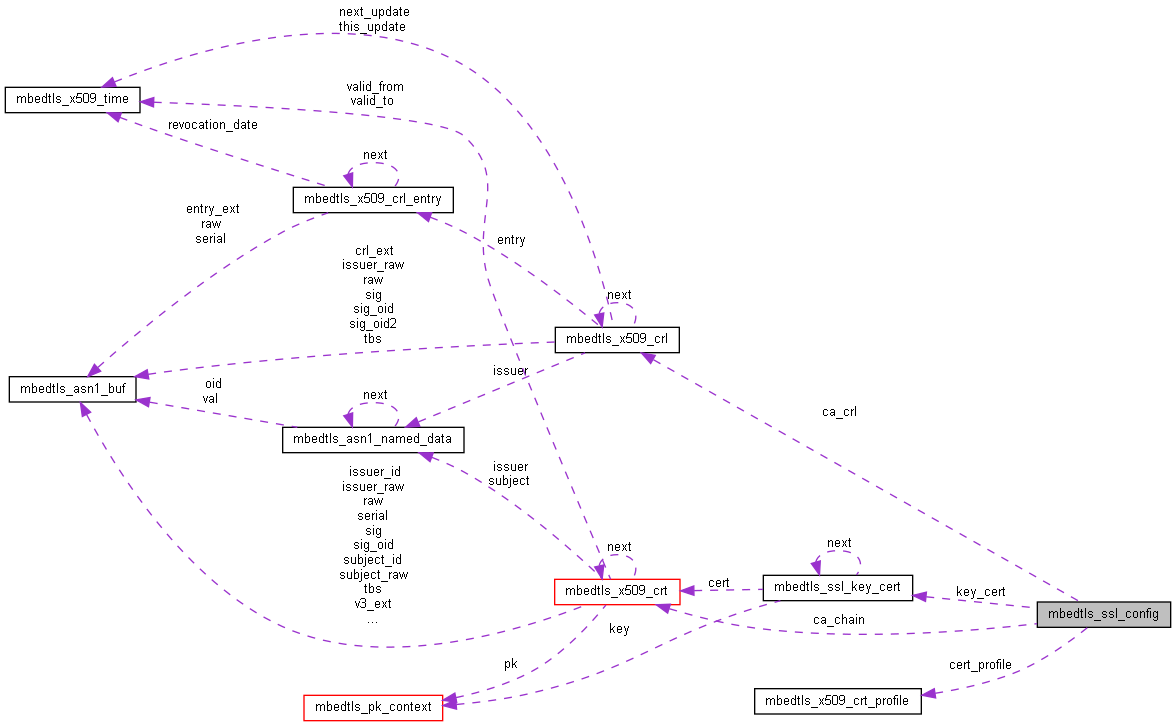 next_update
this_update
mbedtls_x509_time
valid_from
valid_to
revocation_date
next
mbedtls_x509_crl_entry
entry_ext
raw
serial
entry
crl_ext
issuer_raw
raw
sig
sig_oid
sig_oid2
tbs
next
mbedtls_x509_crl
mbedtls_asn1_buf
oid
val
issuer
next
mbedtls_asn1_named_data
ca_crl
issuer_id
issuer_raw
raw
serial
sig
sig_oid
subject_id
subject_raw
tbs
v3_ext
...
issuer
subject
next
mbedtls_x509_crt
cert
next
mbedtls_ssl_key_cert
key_cert
mbedtls_ssl_config
ca_chain
key
pk
cert_profile
mbedtls_pk_context
mbedtls_x509_crt_profile